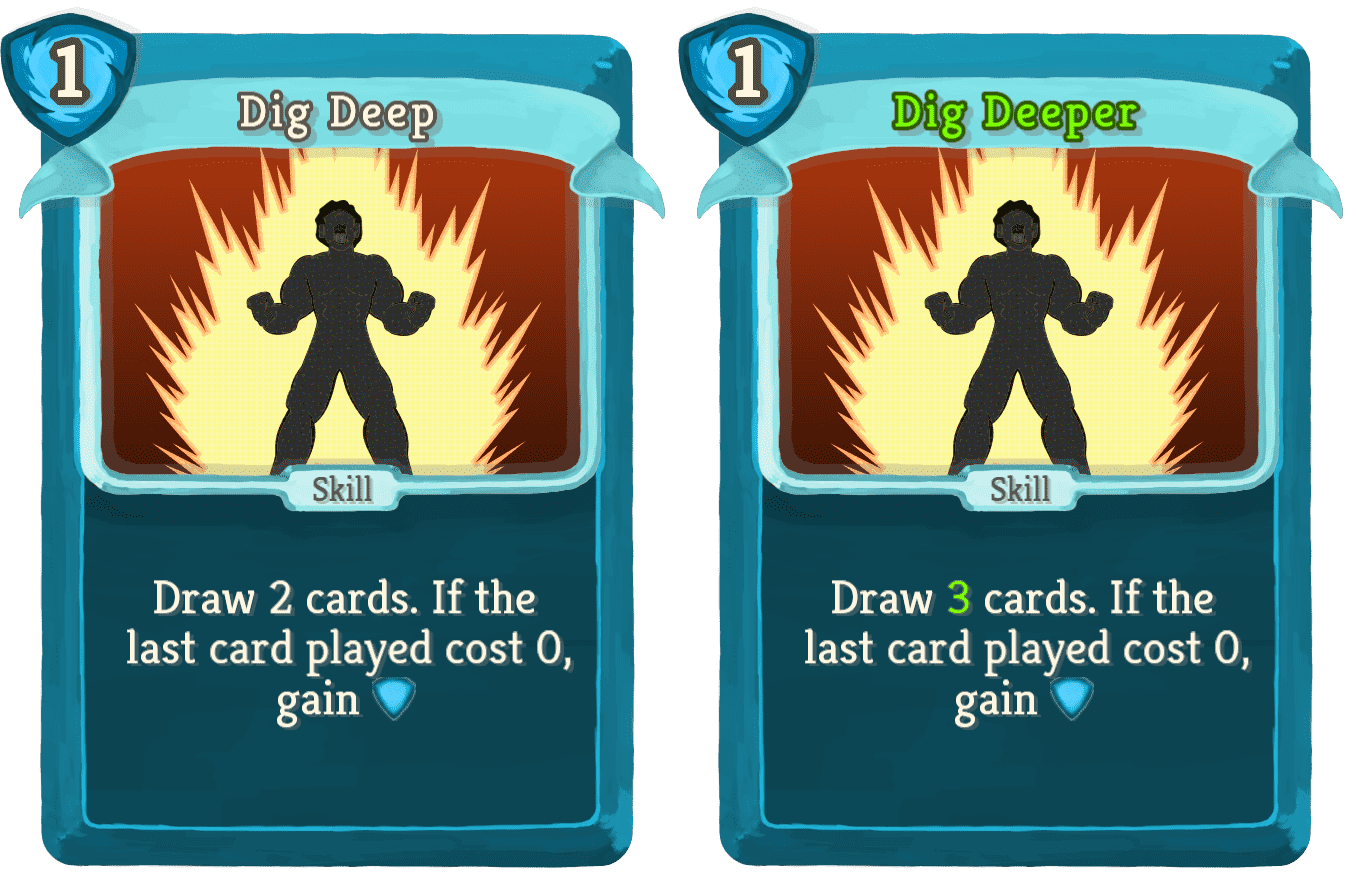 1
Dig Deep
Skill
Draw 2 cards. If the
last card played cost 0,
gain
1
Dig Deeper
Skill
Draw 3 cards. If the
last card played cost 0,
gain